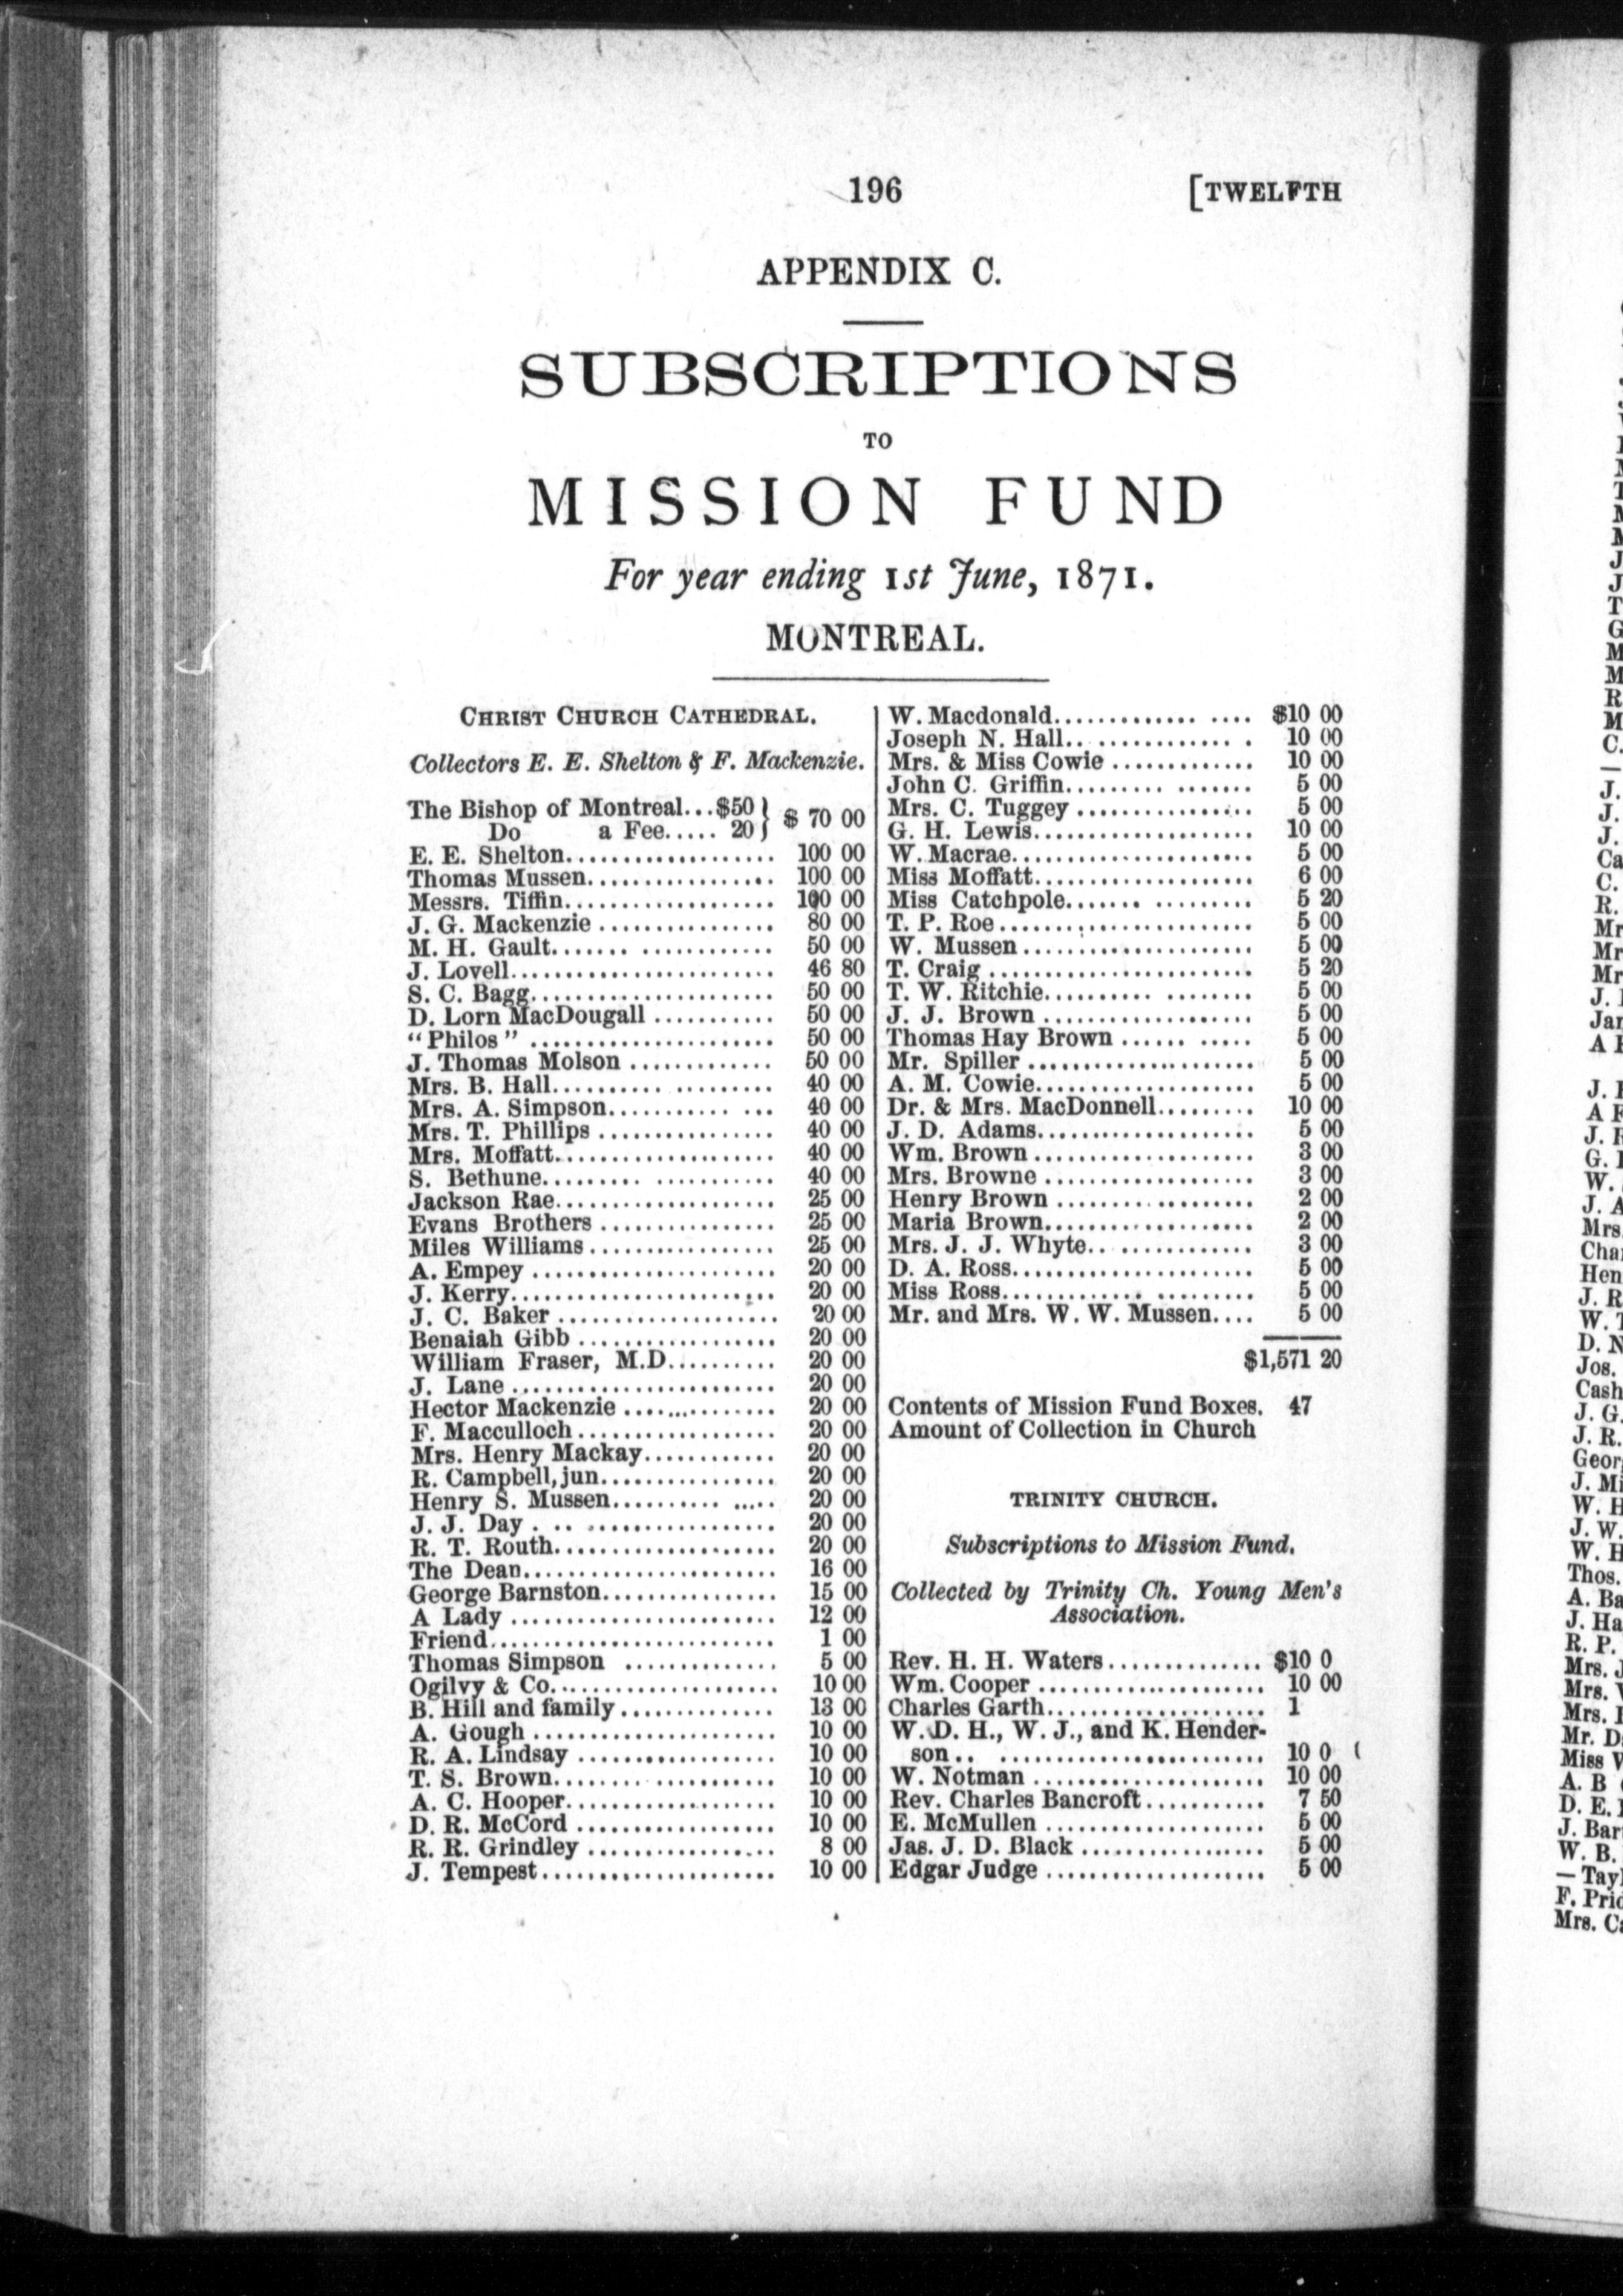 196
[TWELFTH
APPENDIX C.
SUBSCRIPTIONS
TO
MISSION FUND
For year ending 1st June, 1871.
MONTREAL.
CHRIST CHURCH CATHEDRAL.
Collectors E. E. Shelton & F. Mackenzie.
The Bishop of Montreal...$50 } $ 70 00
Do a Fee..... 20 }
E. E. Shelton................... 100 00
Thomas Mussen................. 100 00
Messrs. Tiffin................... 100 00
J. G. Mackenzie ................ 80 00
M. H. Gault....... ............ 50 00
J. Lovell........................ 46 80
S. C. Bagg...................... 50 00
D. Lorn MacDougall ........... 50 00
"Philos" ...................... 50 00
J. Thomas Molson ............. 50 00
Mrs. B. Hall.......... ......... 40 00
Mrs. A. Simpson........... ... 40 00
Mrs. T. Phillips ................ 40 00
Mrs. Moffatt.................... 40 00
S. Bethune......... ........... 40 00
Jackson Rae.................... 25 00
Evans Brothers ................ 25 00
Miles Williams................. 25 00
A. Empey ...................... 20 00
J. Kerry........................ 20 00
J. C. Baker .................... 20 00
Benaiah Gibb .................. 20 00
William Fraser, M.D.......... 20 00
J. Lane ........................ 20 00
Hector Mackenzie .............. 20 00
F. Macculloch.................. 20 00
Mrs. Henry Mackay............ 20 00
R. Campbell, jun................ 20 00
Henry S. Mussen.......... ..... 20 00
J. J. Day . .. ................. 20 00
R. T. Routh.................... 20 00
The Dean....................... 16 00
George Barnston................ 15 00
A Lady ........................ 12 00
Friend.......................... 1 00
Thomas Simpson .............. 5 00
Ogilvy & Co.................... 10 00
B. Hill and family.............. 13 00
A. Gough ...................... 10 00
R. A. Lindsay .................. 10 00
T. S. Brown.................... 10 00
A. C. Hooper................... 10 00
D. R. McCord .................. 10 00
R. R. Grindley ................. 8 00
J. Tempest..................... 10 00
W. Macdonald............. .... $10 00
Joseph N. Hall.. ............. . 10 00
Mrs. & Miss Cowie ............. 10 00
John C. Griffin......... ....... 5 00
Mrs. C. Tuggey ................ 5 00
G. H. Lewis.................... 10 00
W. Macrae...................... 5 00
Miss Moffatt.................... 6 00
Miss Catchpole....... ......... 5 20
T. P. Roe....................... 5 00
W. Mussen..................... 5 00
T. Craig ........................ 5 20
T. W. Ritchie.......... ........ 5 00
J. J. Brown .................... 5 00
Thomas Hay Brown ...... ..... 5 00
Mr. Spiller ..................... 5 00
A. M. Cowie.................... 5 00
Dr. & Mrs. MacDonnell......... 10 00
J. D. Adams.................... 5 00
Wm. Brown .................... 3 00
Mrs. Browne ................... 3 00
Henry Brown .................. 2 00
Maria Brown................... 2 00
Mrs. J. J. Whyte.. ............ 3 00
D. A. Ross...................... 5 00
Miss Ross............. ......... 5 00
Mr. and Mrs. W. W. Mussen.... 5 00
$1,571 20
Contents of Mission Fund Boxes. 47
Amount of Collection in Church
TRINITY CHURCH.
Subscriptions to Mission Fund.
Collected by Trinity Ch. Young Men's
Association.
Rev. H. H. Waters.............. $10 0
Wm. Cooper ..................... 10 00
Charles Garth.................... 1
W. D. H., W. J., and K. Hender-
son.. ........................ 10 0
W. Notman ..................... 10 00
Rev. Charles Bancroft........... 7 50
E. McMullen .................... 5 00
Jas. J. D. Black ................. 5 00
Edgar Judge .................... 5 00